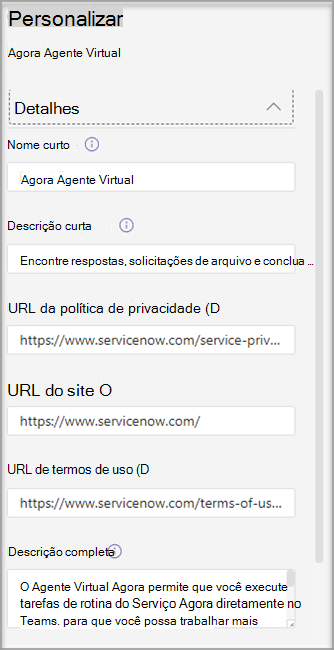 Personalizar
Agora Agente Virtual
Detalhes
Nome curto
Agora Agente Virtual
Descrição curta
Encontre respostas, solicitações de arquivo e conclua ...
URL da política de privacidade (D
https://www.servicenow.com/service-priv...
URL do site O
https://www.servicenow.com/
URL de termos de uso (D
https://www.servicenow.com/terms-of-us...
Descrição completa
O Agente Virtual Agora permite que você execute
tarefas de rotina do Serviço Agora diretamente no
Teams. para que você possa trabalhar mais